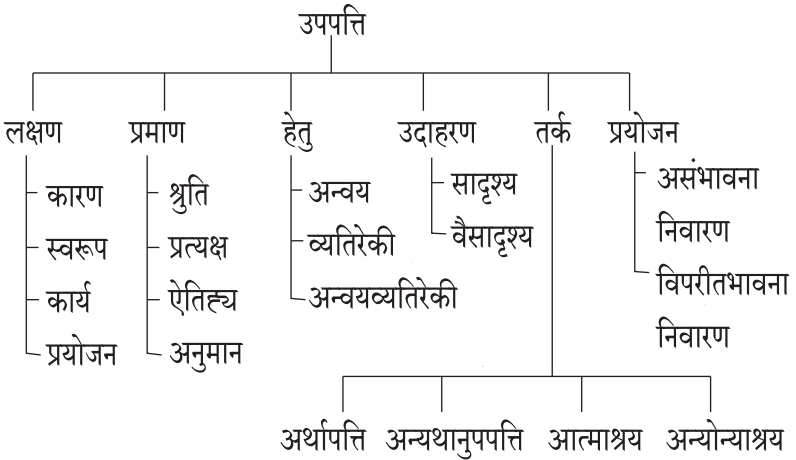 उपपत्ति
लक्षण प्रमाण हेतु उदाहरण तर्क प्रयोजन
कारण श्रुति अन्वय सादृश्य असंभावना
स्वरूप प्रत्यक्ष व्यतिरेकी वैसादृश्य निवारण
कार्य ऐतिह्य अन्वयव्यतिरेकी विपरीतभावना
प्रयोजन अनुमान निवारण
अर्थापत्ति अन्यथानुपपत्ति आत्माश्रय अन्योन्याश्रय